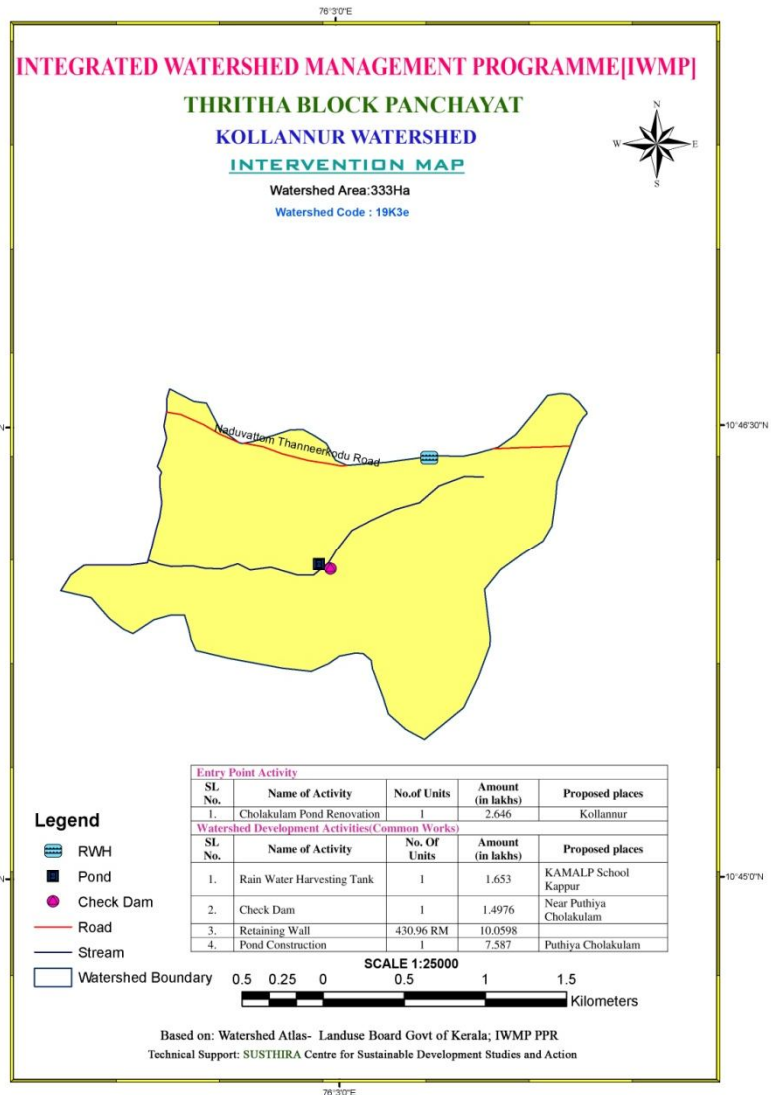 76°3'0"E
INTEGRATED WATERSHED MANAGEMENT PROGRAMME[IWMP]
THRITHA BLOCK PANCHAYAT
KOLLANNUR WATERSHED
INTERVENTION MAP
Watershed Area:333Ha
Watershed Code : 19K3e
N
W E
S
Naduvattom Thanneerkodu Road
10°46'30"N
Entry Point Activity
SL No. Name of Activity No.of Units Amount (in lakhs) Proposed places
1. Cholakulam Pond Renovation 1 2.646 Kollannur
Watershed Development Activities(Common Works)
SL No. Name of Activity No. Of Units Amount (in lakhs) Proposed places
1. Rain Water Harvesting Tank 1 1.653 KAMALP School Kappur
2. Check Dam 1 1.4976 Near Puthiya Cholakulam
3. Retaining Wall 430.96 RM 10.0598
4. Pond Construction 1 7.587 Puthiya Cholakulam
10°45'0"N
Legend
RWH
Pond
Check Dam
Road
Stream
Watershed Boundary
SCALE 1:25000
0.5 0.25 0 0.5 1 1.5
Kilometers
Based on: Watershed Atlas- Landuse Board Govt of Kerala; IWMP PPR
Technical Support: SUSTHIRA Centre for Sustainable Development Studies and Action
76°3'0"E